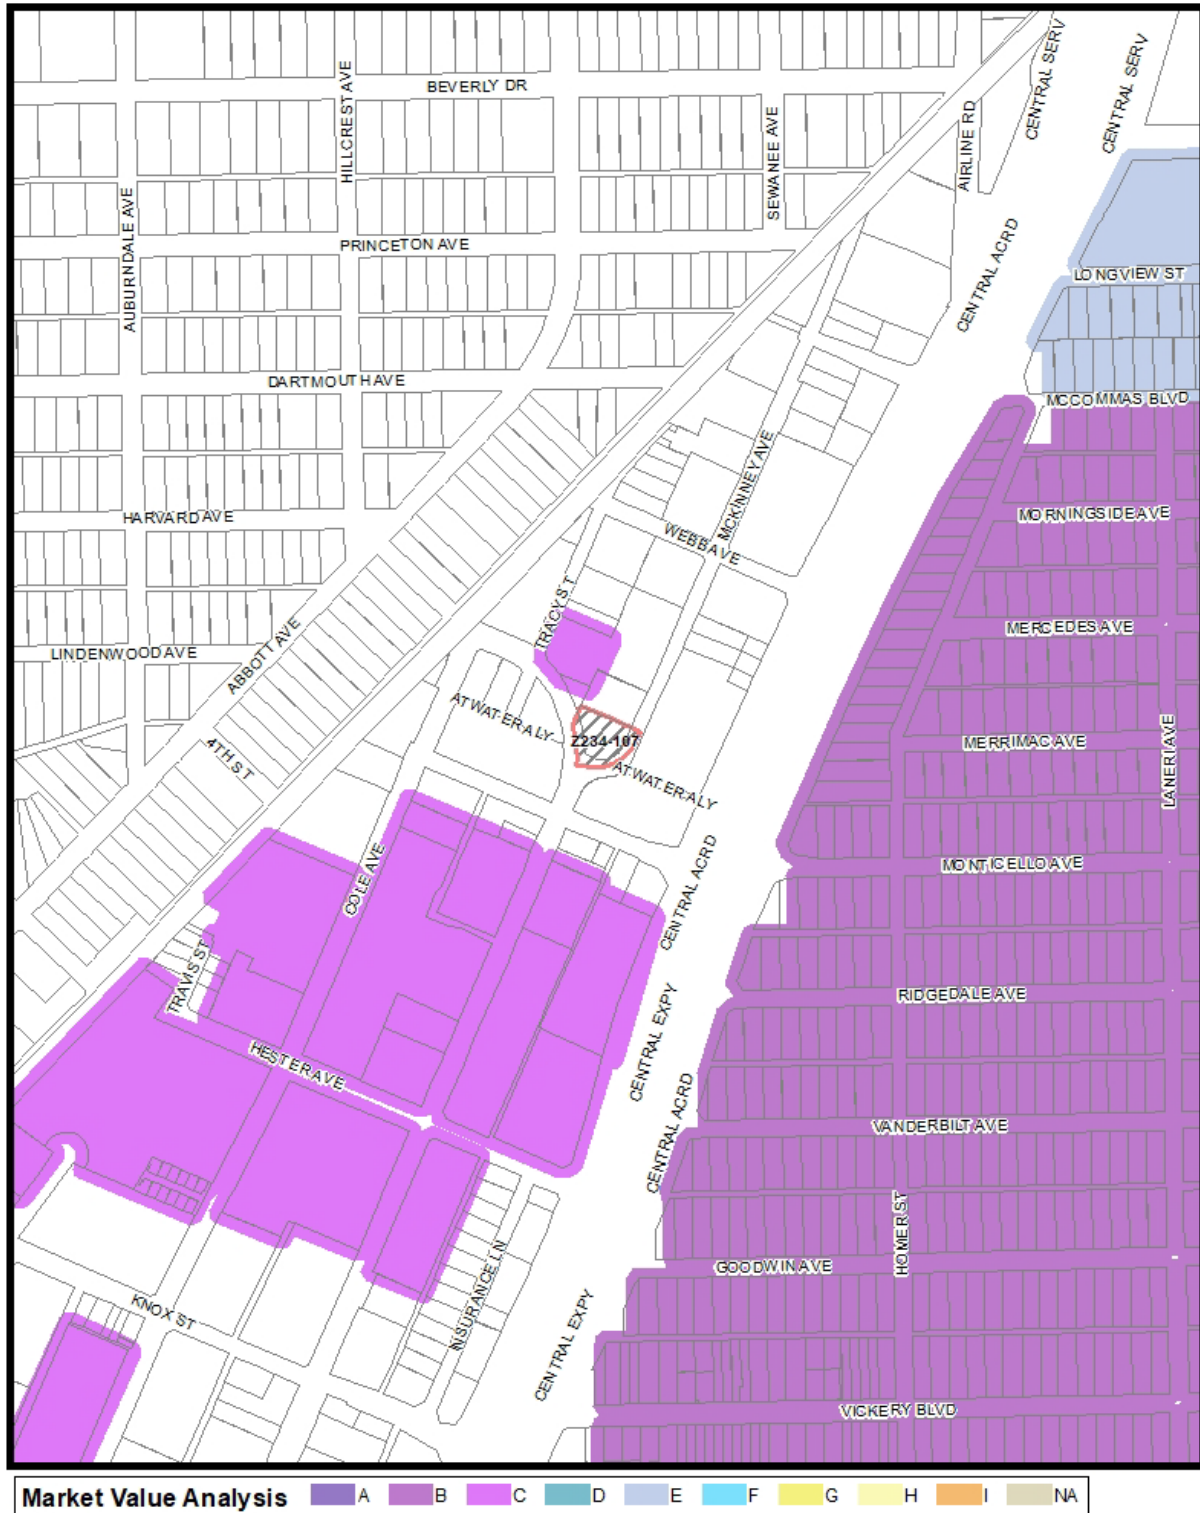 CENTRAL SERV
CENTRAL SERV
BEVERLY DR
HILLCREST AVE
SEWANEE AVE
AIRLINE RD
AUBURNDALE AVE
PRINCETON AVE
CENTRAL ACRD
LONGVIEW ST
DARTMOUTH AVE
MCCOMMAS BLVD
MCKINNEY AVE
HARVARD AVE
WEBB AVE
MORNINGSIDE AVE
TRACY ST
MERCEDES AVE
LINDENWOOD AVE
ABBOTT AVE
ATWATER ALY
Z234-107
MERRIMAC AVE
LANERI AVE
4TH ST
ATWATER ALY
COLE AVE
CENTRAL ACRD
MONTICELLO AVE
TRAVIS ST
RIDGEDALE AVE
CENTRAL EXPY
HESTER AVE
CENTRAL ACRD
VANDERBILT AVE
HOMER ST
GOODWIN AVE
INSURANCE LN
KNOX ST
CENTRAL EXPY
VICKERY BLVD
Market Value Analysis A B C D E F G H I NA